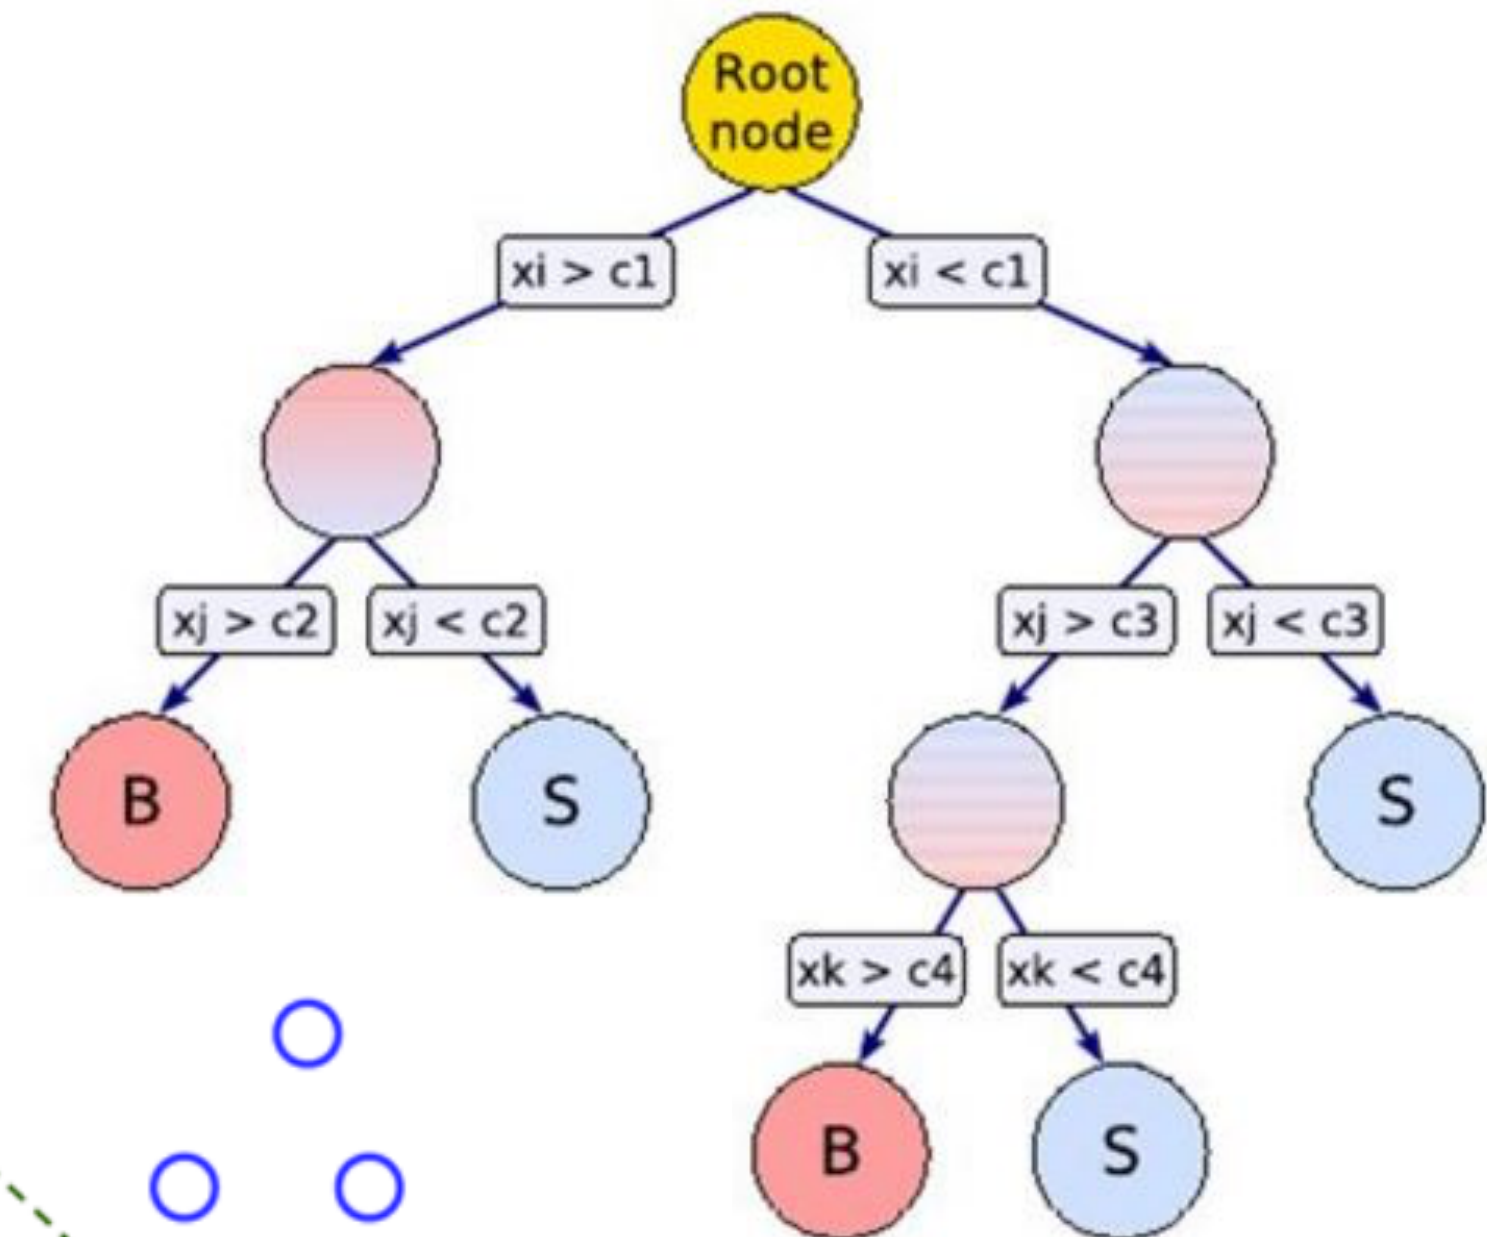 Root
node
xi > c1
xi < c1
xj > c2
xj < c2
xj > c3
xj < c3
B
S
S
xk > c4
xk < c4
B
S